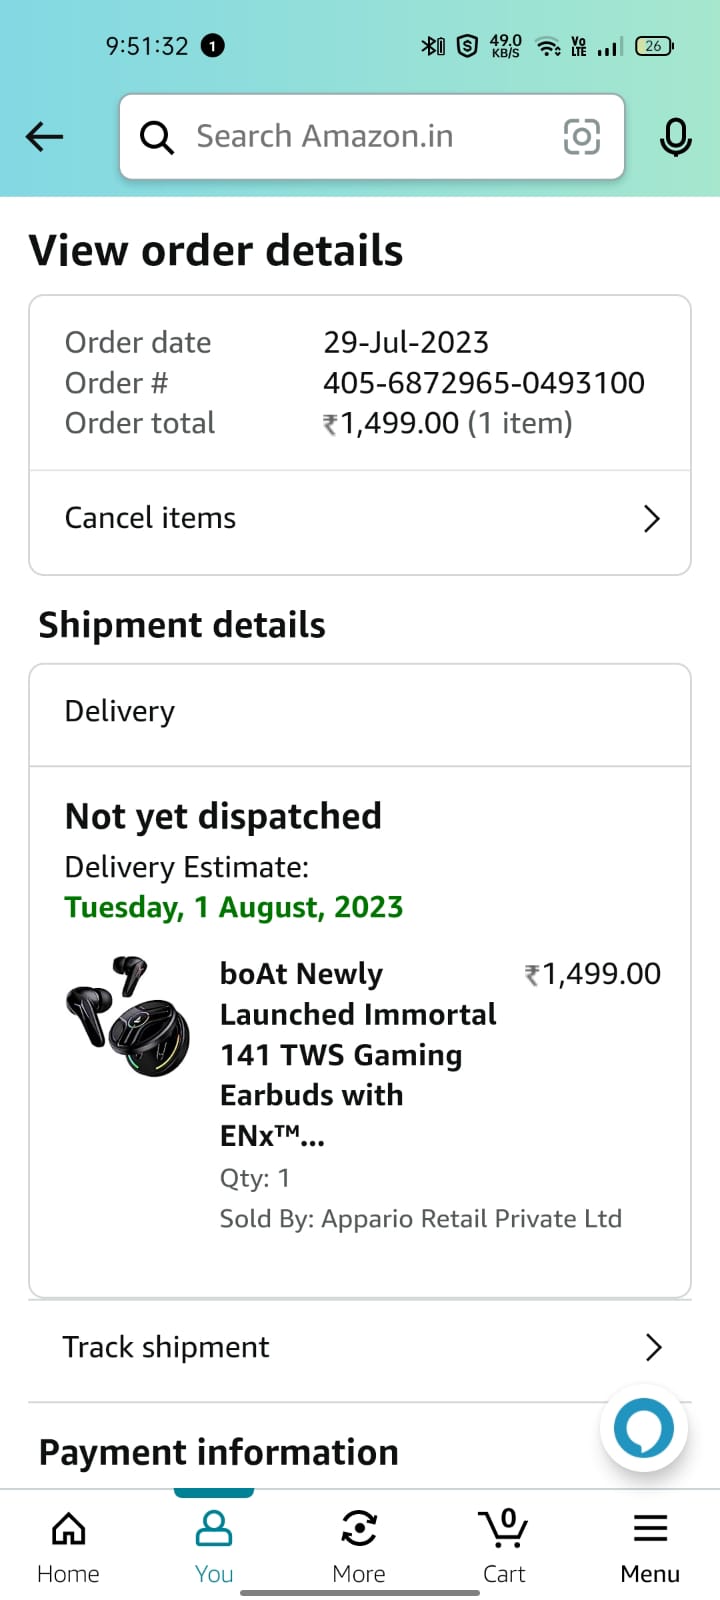 9:51:32 1 49.0 KB/S Vo LTE 26
Search Amazon.in
View order details
Order date 29-Jul-2023
Order # 405-6872965-0493100
Order total ₹1,499.00 (1 item)
Cancel items
Shipment details
Delivery
Not yet dispatched
Delivery Estimate:
Tuesday, 1 August, 2023
boAt Newly ₹1,499.00
Launched Immortal
141 TWS Gaming
Earbuds with
ENx™...
Qty: 1
Sold By: Appario Retail Private Ltd
Track shipment
Payment information
0
Home You More Cart Menu